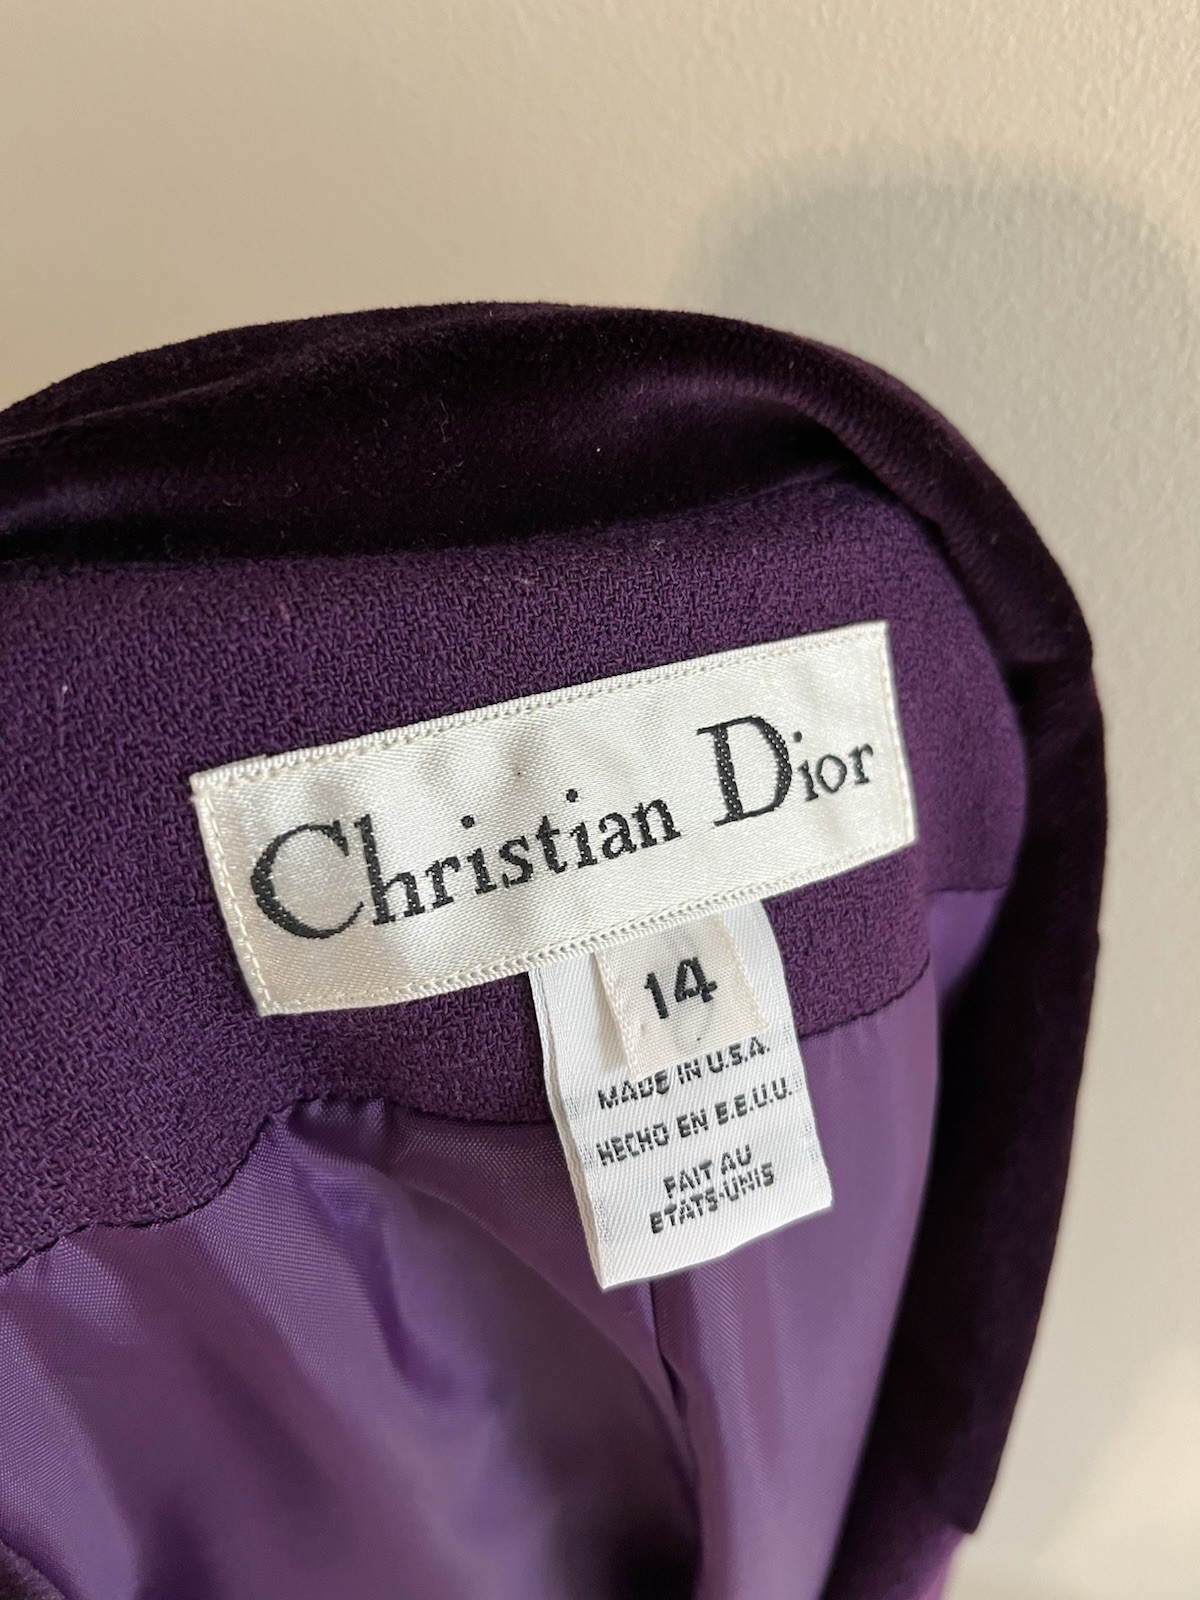 Christian Dior
14
MADE IN U.S.A.
HECHO EN E.E.U.U.
FAIT AU
ETATS-UNIS